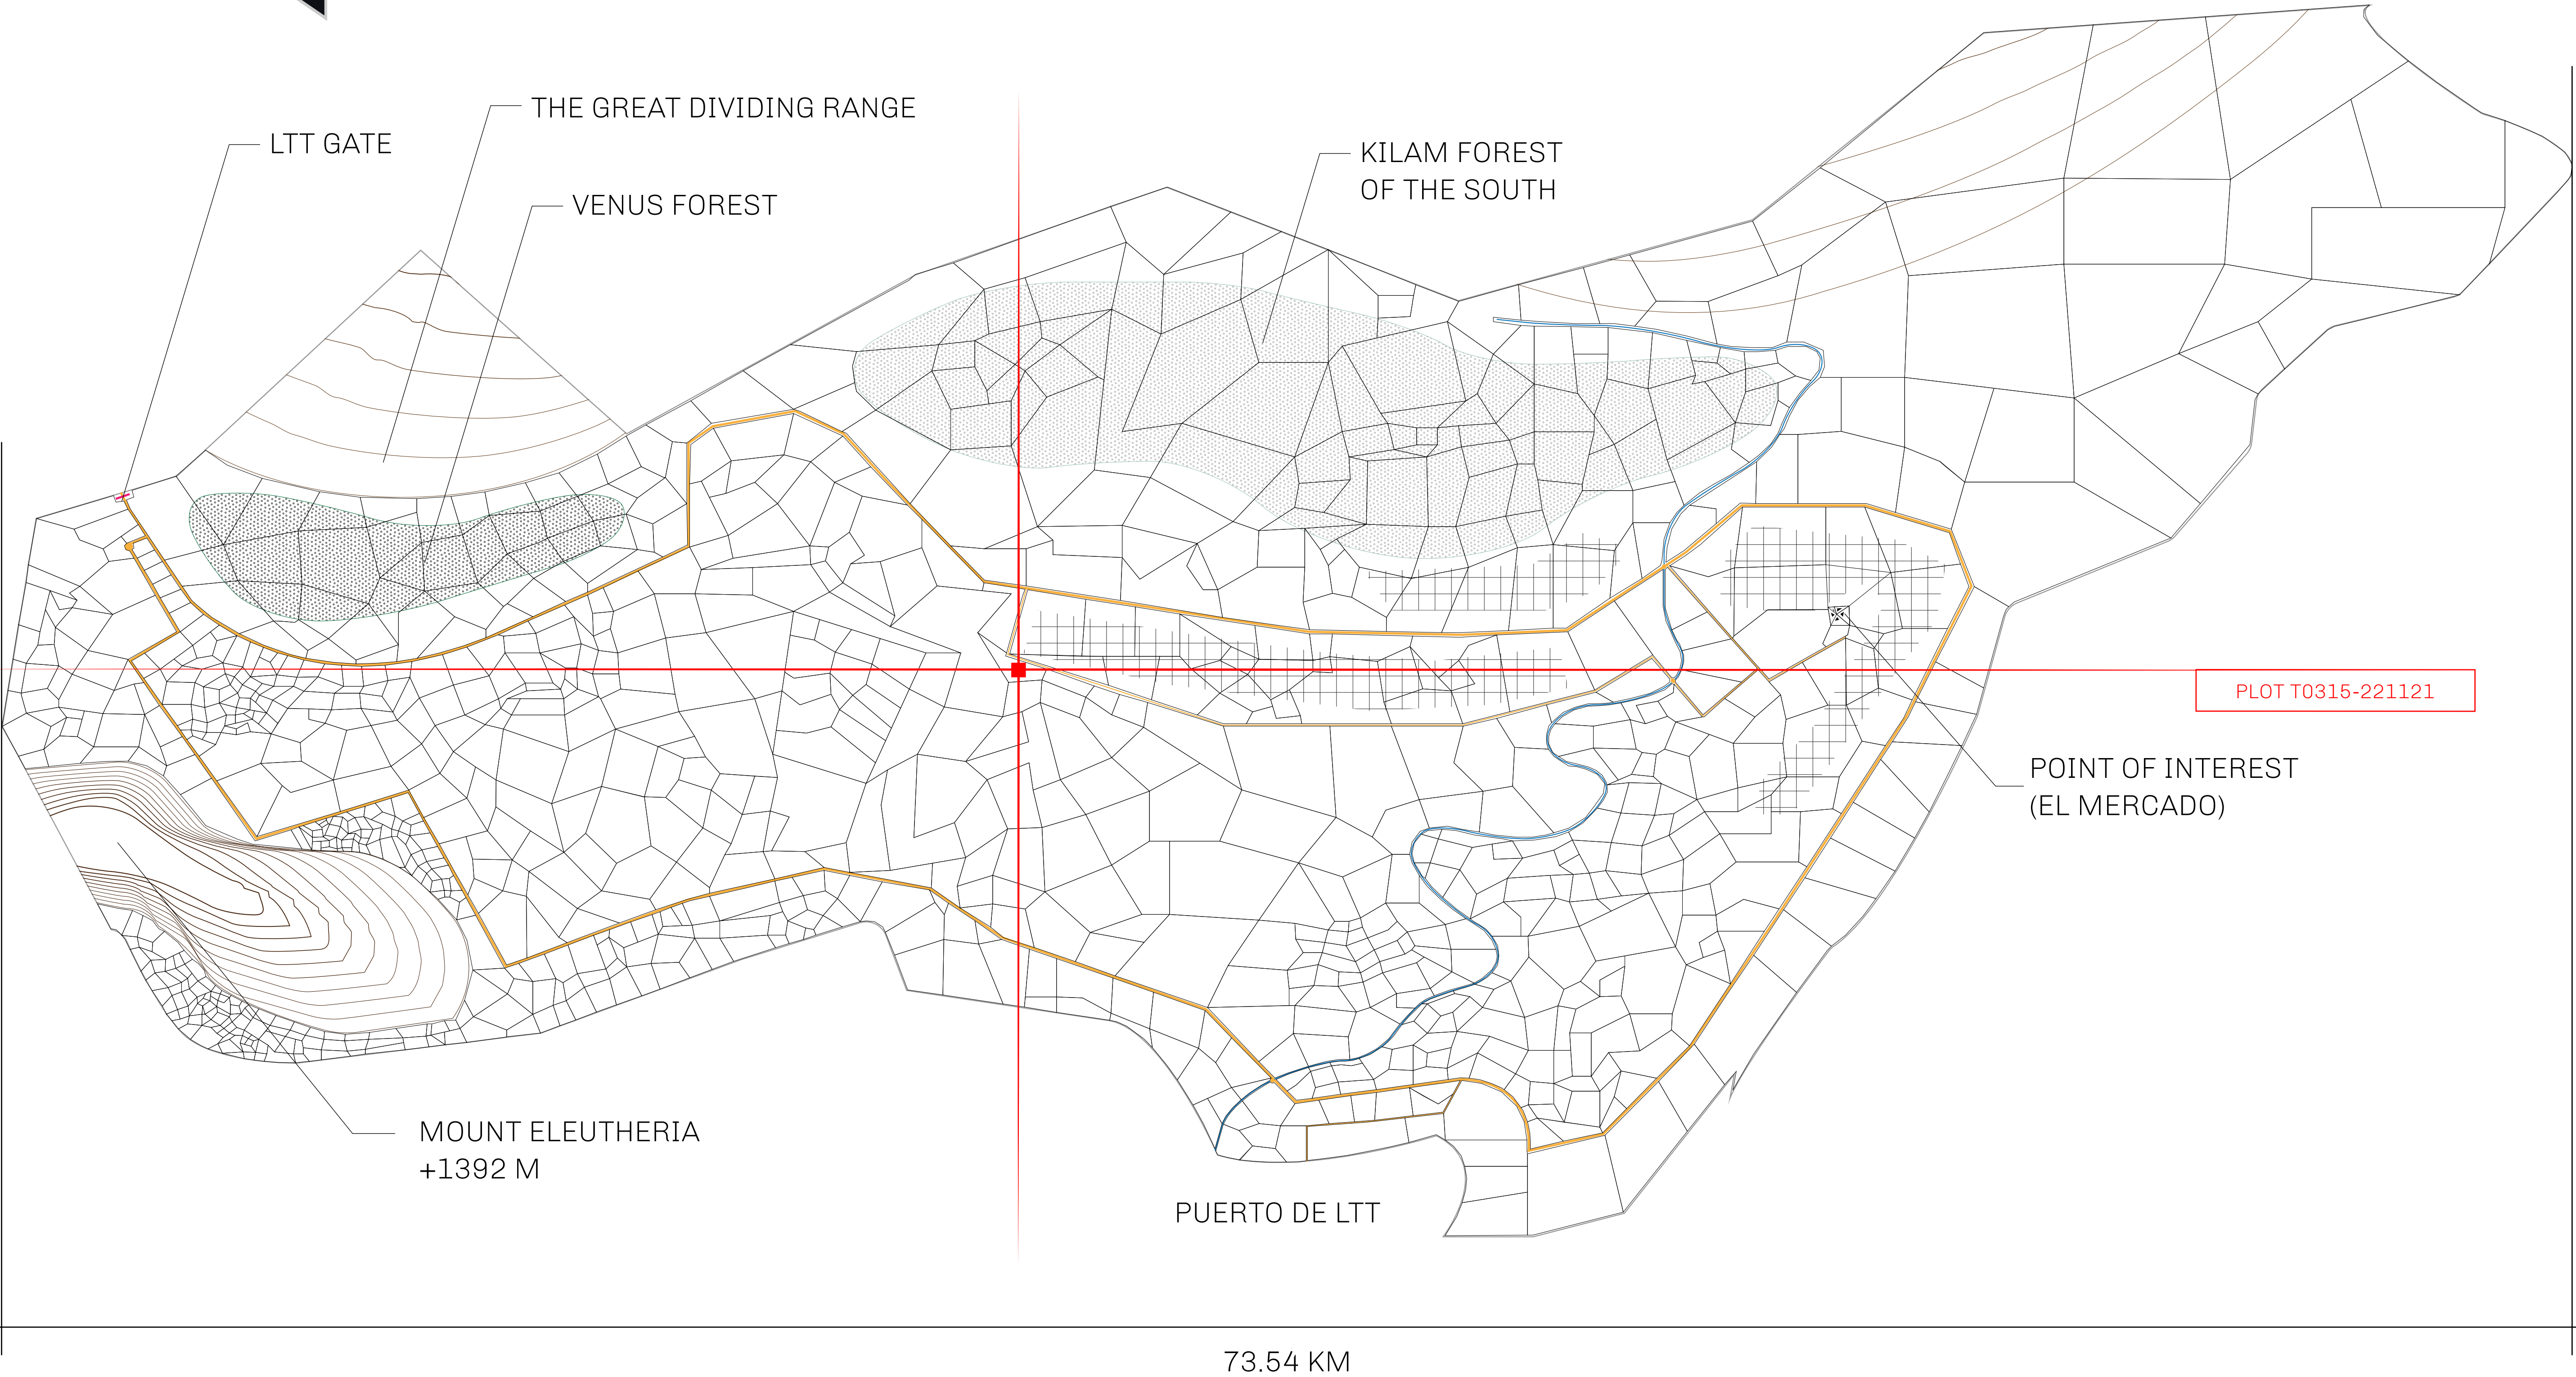 THE GREAT DIVIDING RANGE
LTT GATE
VENUS FOREST
KILAM FOREST
OF THE SOUTH
PLOT T0315-221121
POINT OF INTEREST
(EL MERCADO)
MOUNT ELEUTHERIA
+1392 M
PUERTO DE LTT
73.54 KM